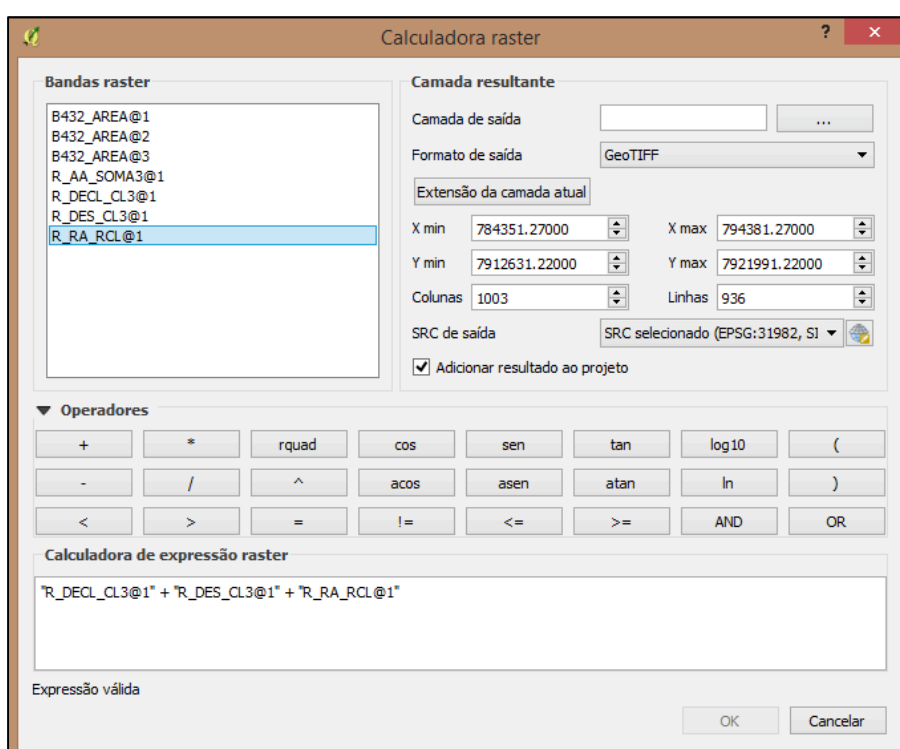 Calculadora raster
? ×
Bandas raster
B432_AREA@1
B432_AREA@2
B432_AREA@3
R_AA_SOMA3@1
R_DECL_CL3@1
R_DES_CL3@1
R_RA_RCL@1
Camada resultante
Camada de saída
...
Formato de saída GeoTIFF
Extensão da camada atual
X min 784351.27000 X max 794381.27000
Y min 7912631.22000 Y max 7921991.22000
Colunas 1003 Linhas 936
SRC de saída SRC selecionado (EPSG:31982, SI
Adicionar resultado ao projeto
Operadores
+ * rquad cos sen tan log10 (
- / ^ acos asen atan ln )
< > = != <= >= AND OR
Calculadora de expressão raster
"R_DECL_CL3@1" + "R_DES_CL3@1" + "R_RA_RCL@1"
Expressão válida
OK Cancelar